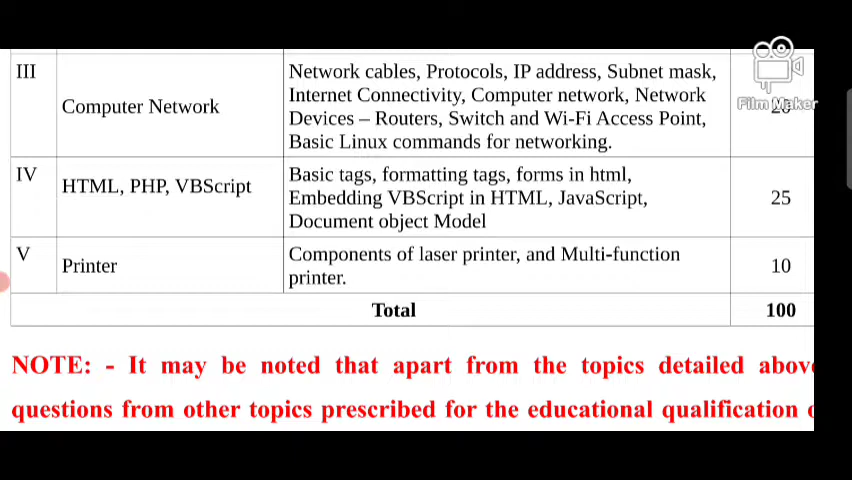 III
Computer Network
Network cables, Protocols, IP address, Subnet mask,
Internet Connectivity, Computer network, Network
Devices – Routers, Switch and Wi-Fi Access Point,
Basic Linux commands for networking.
Film Maker
IV
HTML, PHP, VBScript
Basic tags, formatting tags, forms in html,
Embedding VBScript in HTML, JavaScript,
Document object Model
25
V
Printer
Components of laser printer, and Multi-function
printer.
10
Total
100
NOTE: - It may be noted that apart from the topics detailed above
questions from other topics prescribed for the educational qualification